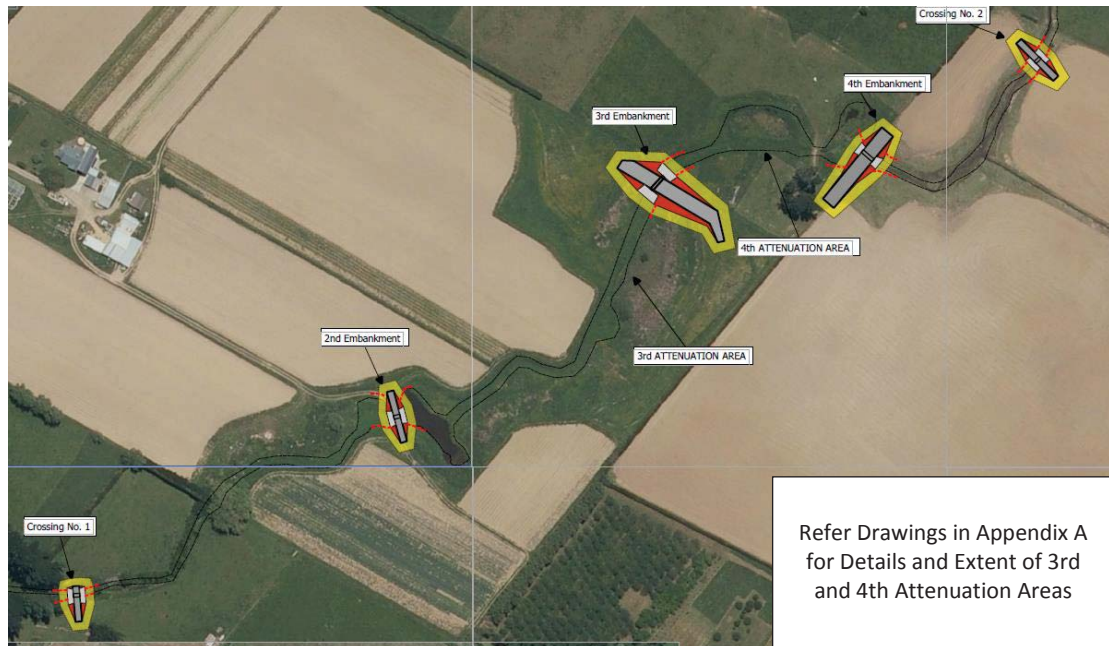 Crossing No. 2
4th Embankment
3rd Embankment
4th ATTENUATION AREA
2nd Embankment
3rd ATTENUATION AREA
Crossing No. 1
Refer Drawings in Appendix A
for Details and Extent of 3rd
and 4th Attenuation Areas